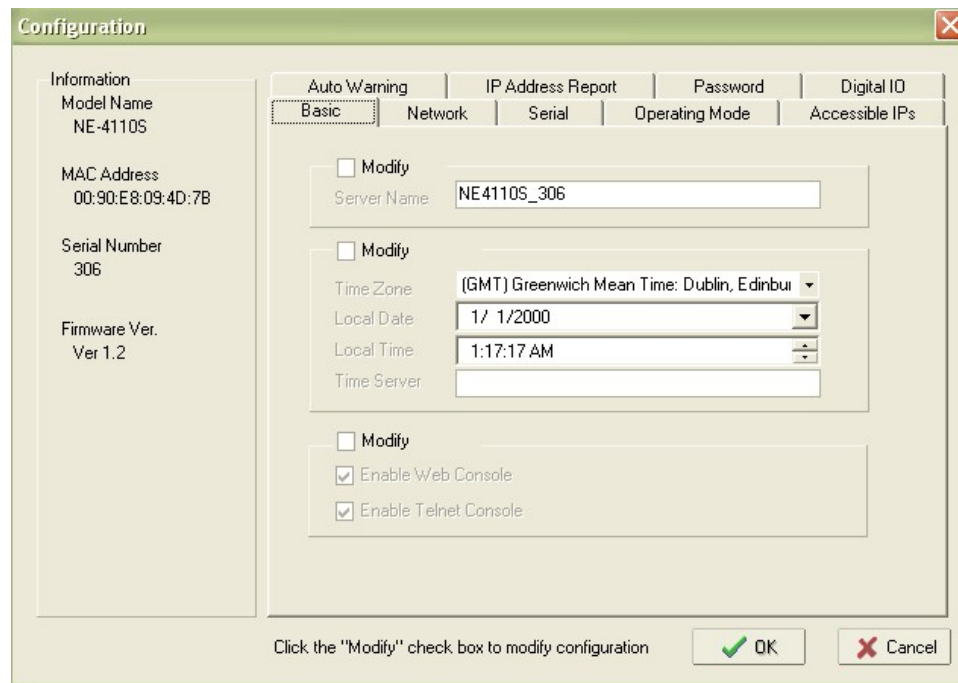 Configuration
Information
Model Name
NE-4110S
MAC Address
00:90:E8:09:4D:7B
Serial Number
306
Firmware Ver.
Ver 1.2
Auto Warning
IP Address Report
Password
Digital IO
Basic
Network
Serial
Operating Mode
Accessible IPs
Modify
Server Name
NE4110S_306
Modify
Time Zone
(GMT) Greenwich Mean Time: Dublin, Edinbur
Local Date
1/ 1/2000
Local Time
1:17:17 AM
Time Server
Modify
Enable Web Console
Enable Telnet Console
Click the "Modify" check box to modify configuration
OK
Cancel